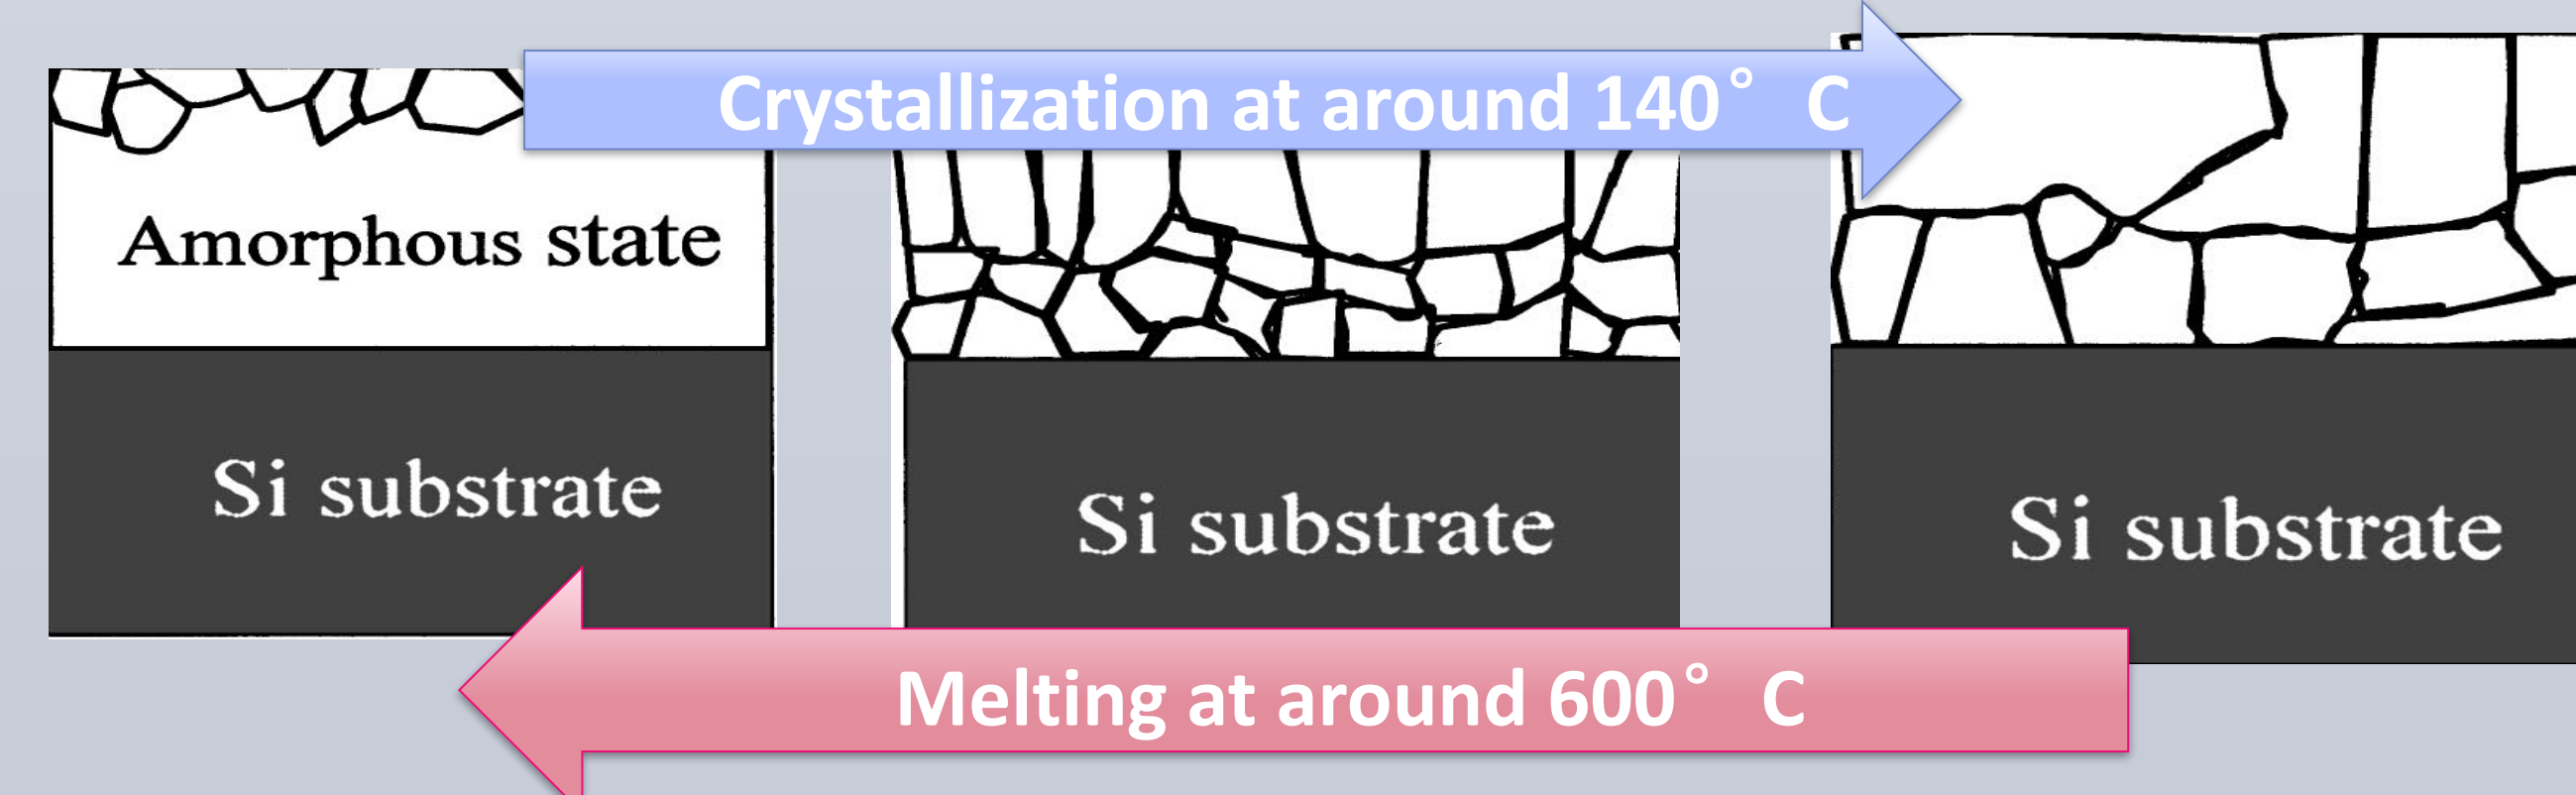 Crystallization at around 140° C
Amorphous state
Si substrate
Si substrate
Si substrate
Melting at around 600° C